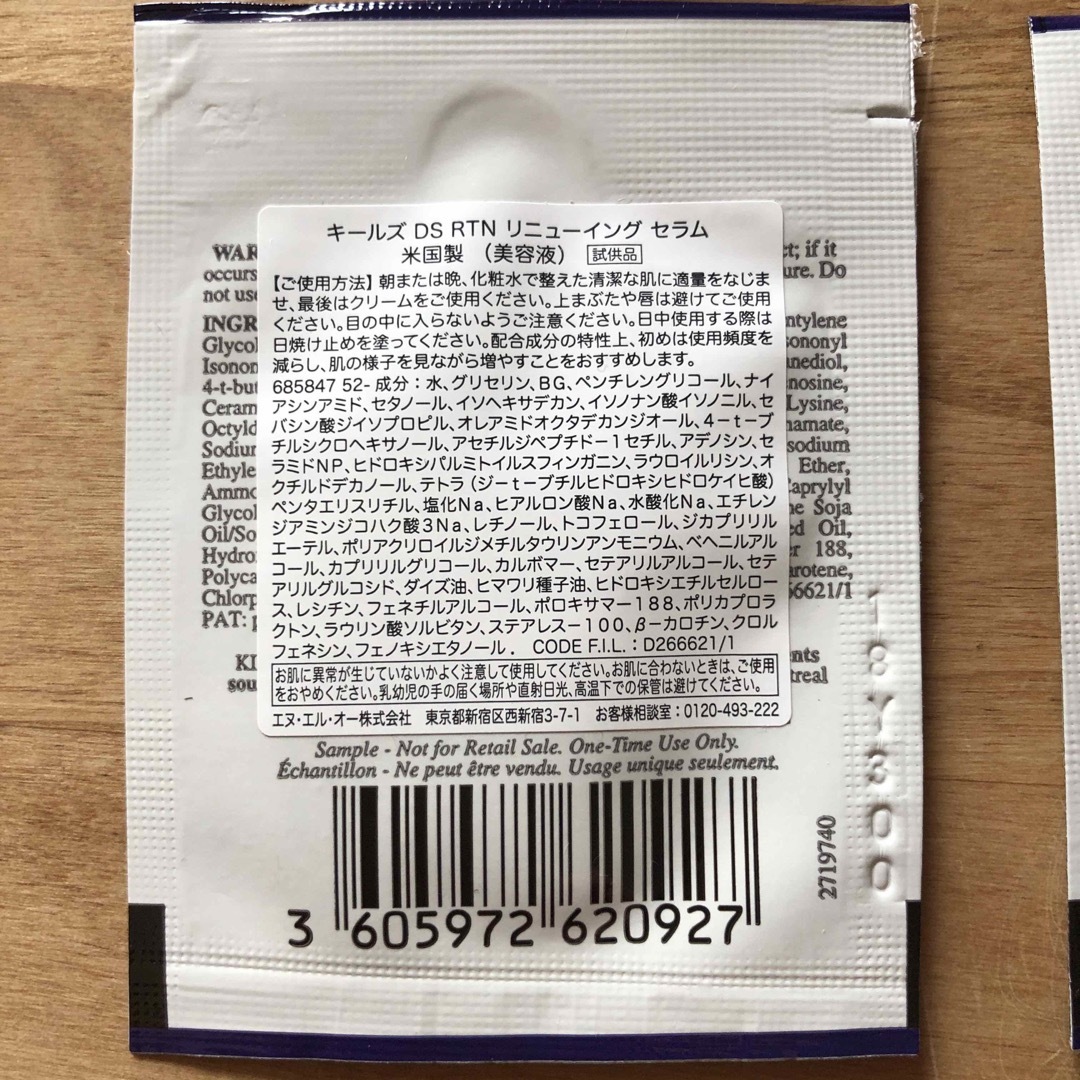 キールズ DS RTN リニューイング セラム
米国製 （美容液） 試供品
【ご使用方法】朝または晩、化粧水で整えた清潔な肌に適量をなじま
せ、最後はクリームをご使用ください。上まぶたや唇は避けてご使用
ください。目の中に入らないようご注意ください。日中使用する際は
日焼け止めを塗ってください。配合成分の特性上、初めは使用頻度を
減らし、肌の様子を見ながら増やすことをおすすめします。
685847 52- 成分：水、グリセリン、BG、ペンチレングリコール、ナイ
アシンアミド、セタノール、イソヘキサデカン、イソノナン酸イソノニル、セ
バシン酸ジイソプロピル、オレアミドオクタデカンジオール、４－ｔ－ブ
チルシクロヘキサノール、アセチルジペプチド－１セチル、アデノシン、セ
ラミドＮＰ、ヒドロキシパルミトイルスフィンガニン、ラウロイルリシン、オ
クチルドデカノール、テトラ（ジーｔーブチルヒドロキシヒドロケイヒ酸）
ペンタエリスリチル、塩化Ｎａ、ヒアルロン酸Ｎａ、水酸化Ｎａ、エチレン
ジアミンジコハク酸３Ｎａ、レチノール、トコフェロール、ジカプリリル
エーテル、ポリアクリロイルジメチルタウリンアンモニウム、ベヘニルアル
コール、カプリリルグリコール、カルボマー、セテアリルアルコール、セテ
アリルグルコシド、ダイズ油、ヒマワリ種子油、ヒドロキシエチルセルロー
ス、レシチン、フェネチルアルコール、ポロキサマー１８８、ポリカプロラ
クトン、ラウリン酸ソルビタン、ステアレス－１００、β－カロチン、クロル
フェネシン、フェノキシエタノール． CODE F.I.L.：D266621/1
お肌に異常が生じていないかよく注意して使用してください。お肌に合わないときは、ご使用
をおやめください。乳幼児の手の届く場所や直射日光、高温下での保管は避けてください。
エヌ・エル・オー株式会社 東京都新宿区西新宿3-7-1 お客様相談室：0120-493-222
Sample - Not for Retail Sale. One-Time Use Only.
Échantillon - Ne peut être vendu. Usage unique seulement.
3 605972 620927
2719740
18Y300